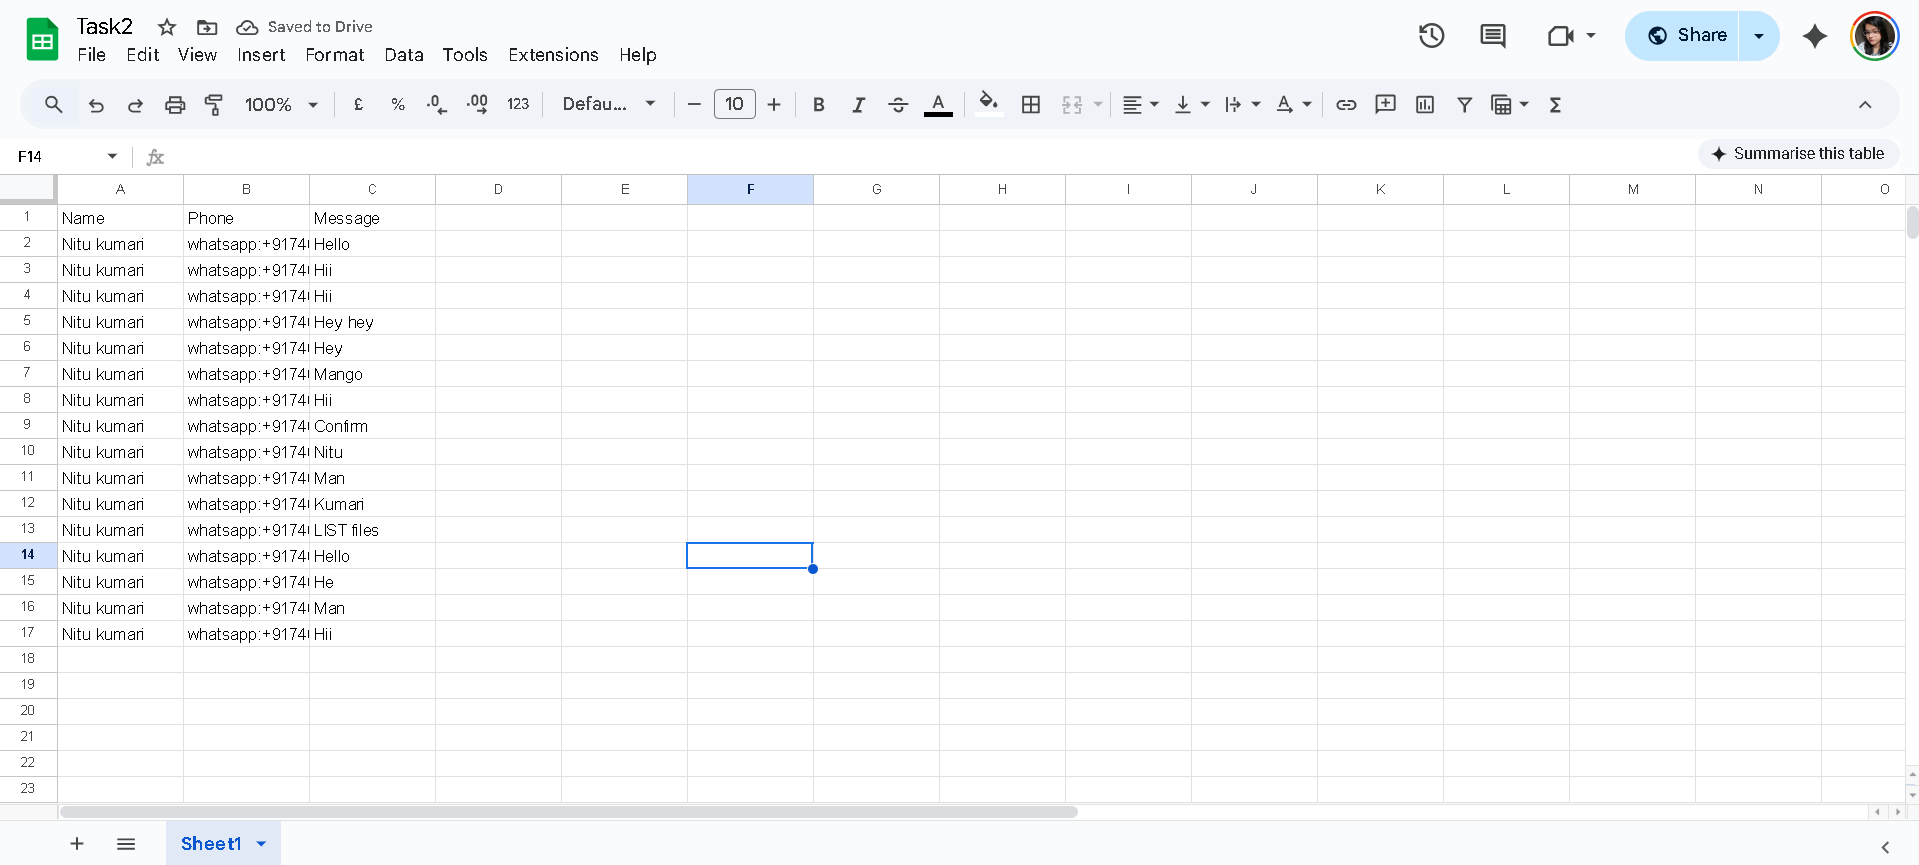 Task2 Saved to Drive
File Edit View Insert Format Data Tools Extensions Help
Share
100% £ % .0 .00 123 Defau... 10 B I S A Σ
F14 fx Summarise this table
A B C D E F G H I J K L M N O
1 Name Phone Message
2 Nitu kumari whatsapp:+9174 Hello
3 Nitu kumari whatsapp:+9174 Hii
4 Nitu kumari whatsapp:+9174 Hii
5 Nitu kumari whatsapp:+9174 Hey hey
6 Nitu kumari whatsapp:+9174 Hey
7 Nitu kumari whatsapp:+9174 Mango
8 Nitu kumari whatsapp:+9174 Hii
9 Nitu kumari whatsapp:+9174 Confirm
10 Nitu kumari whatsapp:+9174 Nitu
11 Nitu kumari whatsapp:+9174 Man
12 Nitu kumari whatsapp:+9174 Kumari
13 Nitu kumari whatsapp:+9174 LIST files
14 Nitu kumari whatsapp:+9174 Hello
15 Nitu kumari whatsapp:+9174 He
16 Nitu kumari whatsapp:+9174 Man
17 Nitu kumari whatsapp:+9174 Hii
18
19
20
21
22
23
Sheet1